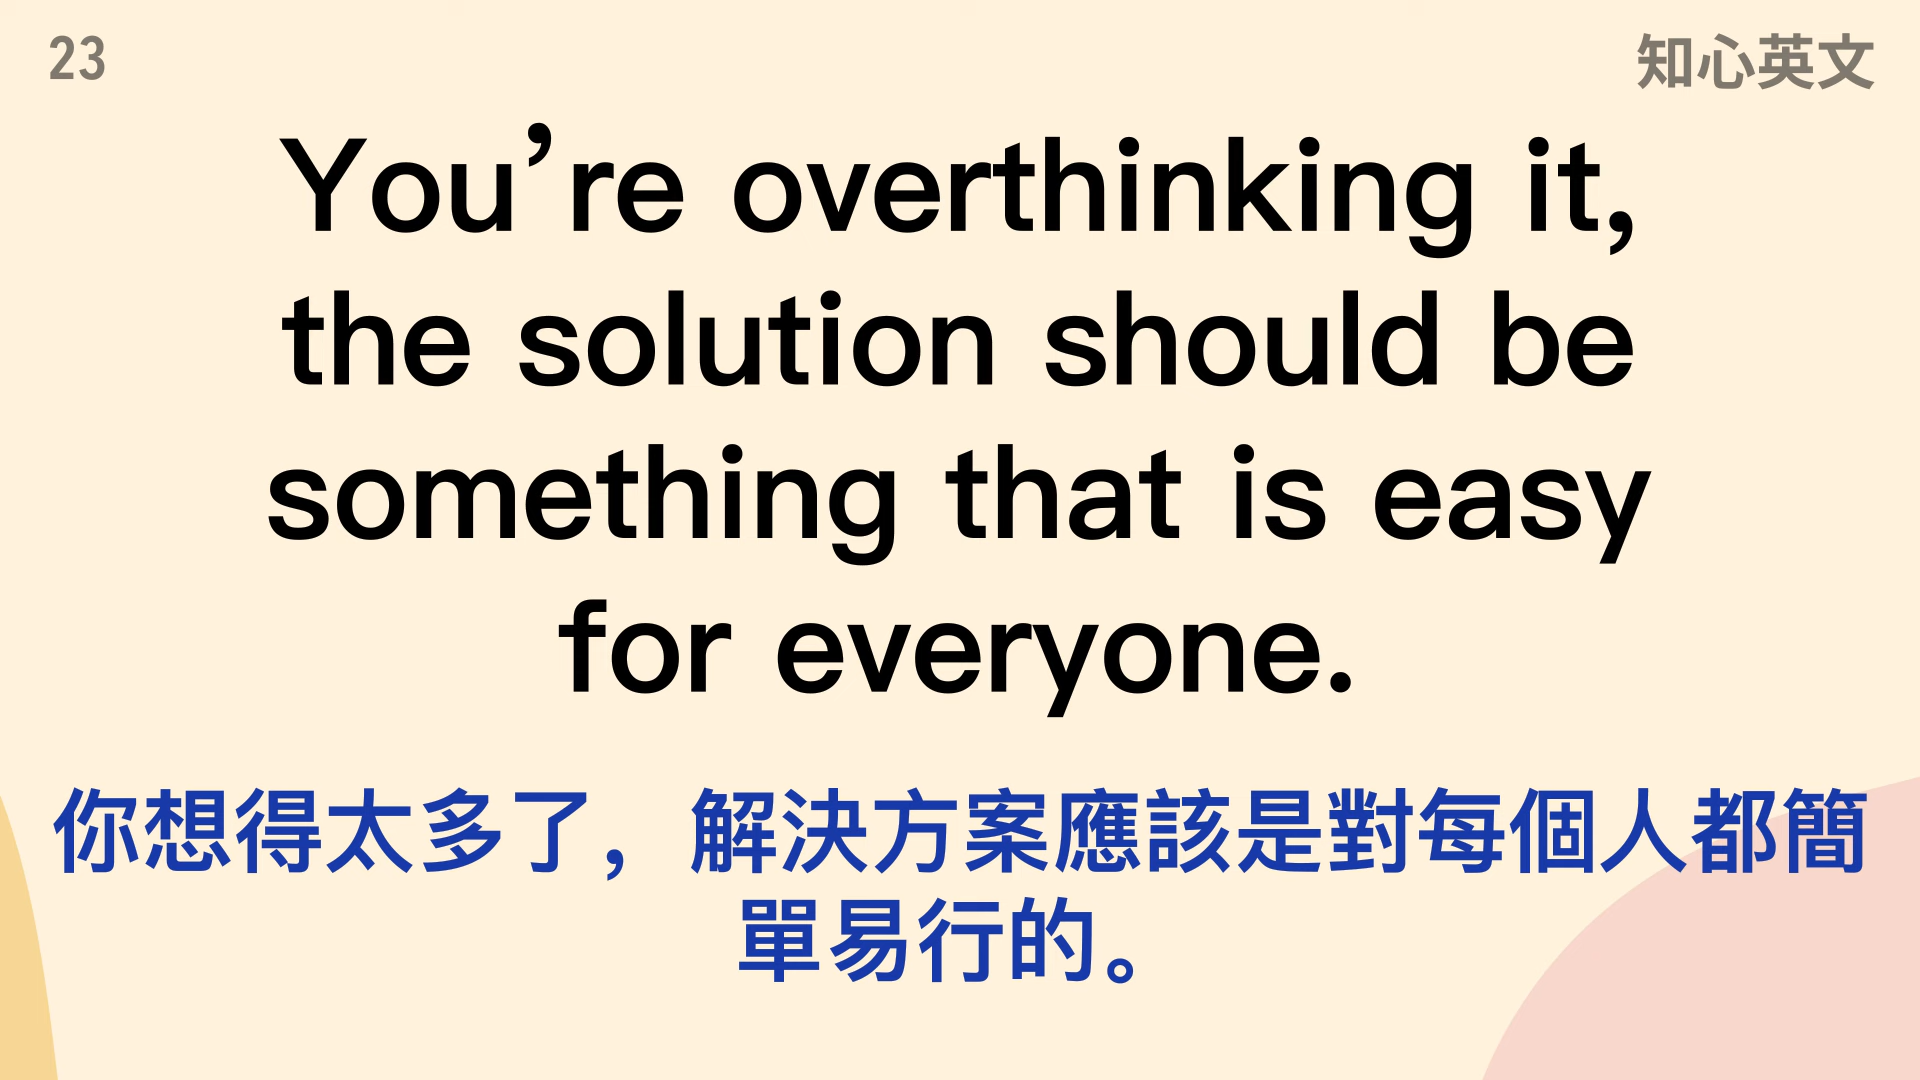 23
知心英文
You’re overthinking it,
the solution should be
something that is easy
for everyone.
你想得太多了，解決方案應該是對每個人都簡
單易行的。